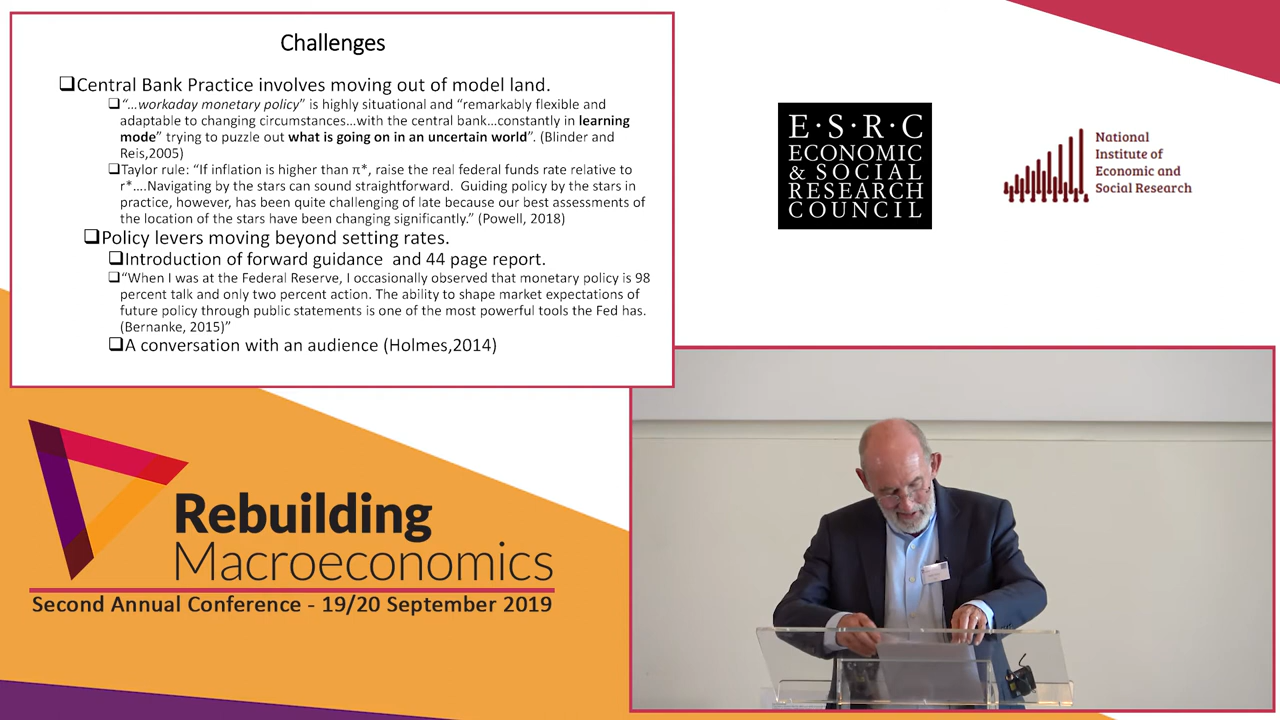 Challenges
❑Central Bank Practice involves moving out of model land.
❑“…workaday monetary policy” is highly situational and “remarkably flexible and
adaptable to changing circumstances…with the central bank…constantly in learning
mode” trying to puzzle out what is going on in an uncertain world”. (Blinder and
Reis,2005)
❑Taylor rule: “If inflation is higher than π*, raise the real federal funds rate relative to
r*….Navigating by the stars can sound straightforward.  Guiding policy by the stars in
practice, however, has been quite challenging of late because our best assessments of
the location of the stars have been changing significantly.” (Powell, 2018)
❑Policy levers moving beyond setting rates.
❑Introduction of forward guidance  and 44 page report.
❑“When I was at the Federal Reserve, I occasionally observed that monetary policy is 98
percent talk and only two percent action. The ability to shape market expectations of
future policy through public statements is one of the most powerful tools the Fed has.
(Bernanke, 2015)”
❑A conversation with an audience (Holmes,2014)
E·S·R·C
ECONOMIC
& SOCIAL
RESEARCH
COUNCIL
National
Institute of
Economic and
Social Research
Rebuilding
Macroeconomics
Second Annual Conference - 19/20 September 2019